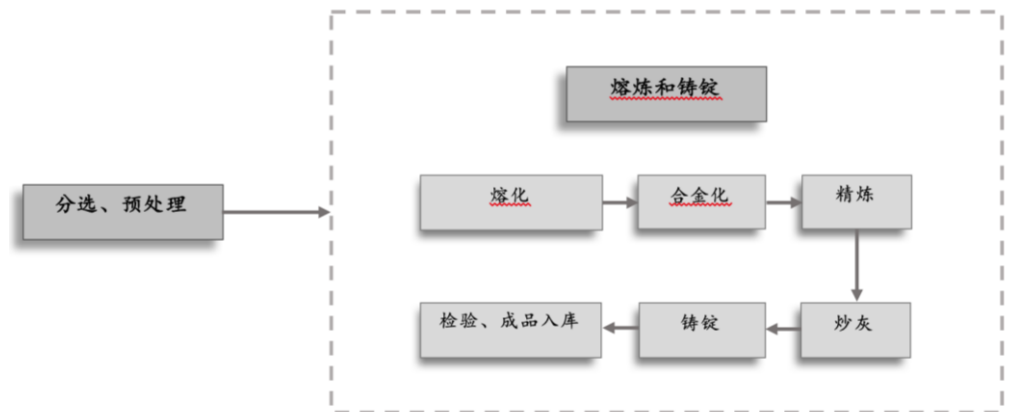 熔炼和铸锭
分选、预处理
熔化
合金化
精炼
检验、成品入库
铸锭
炒灰